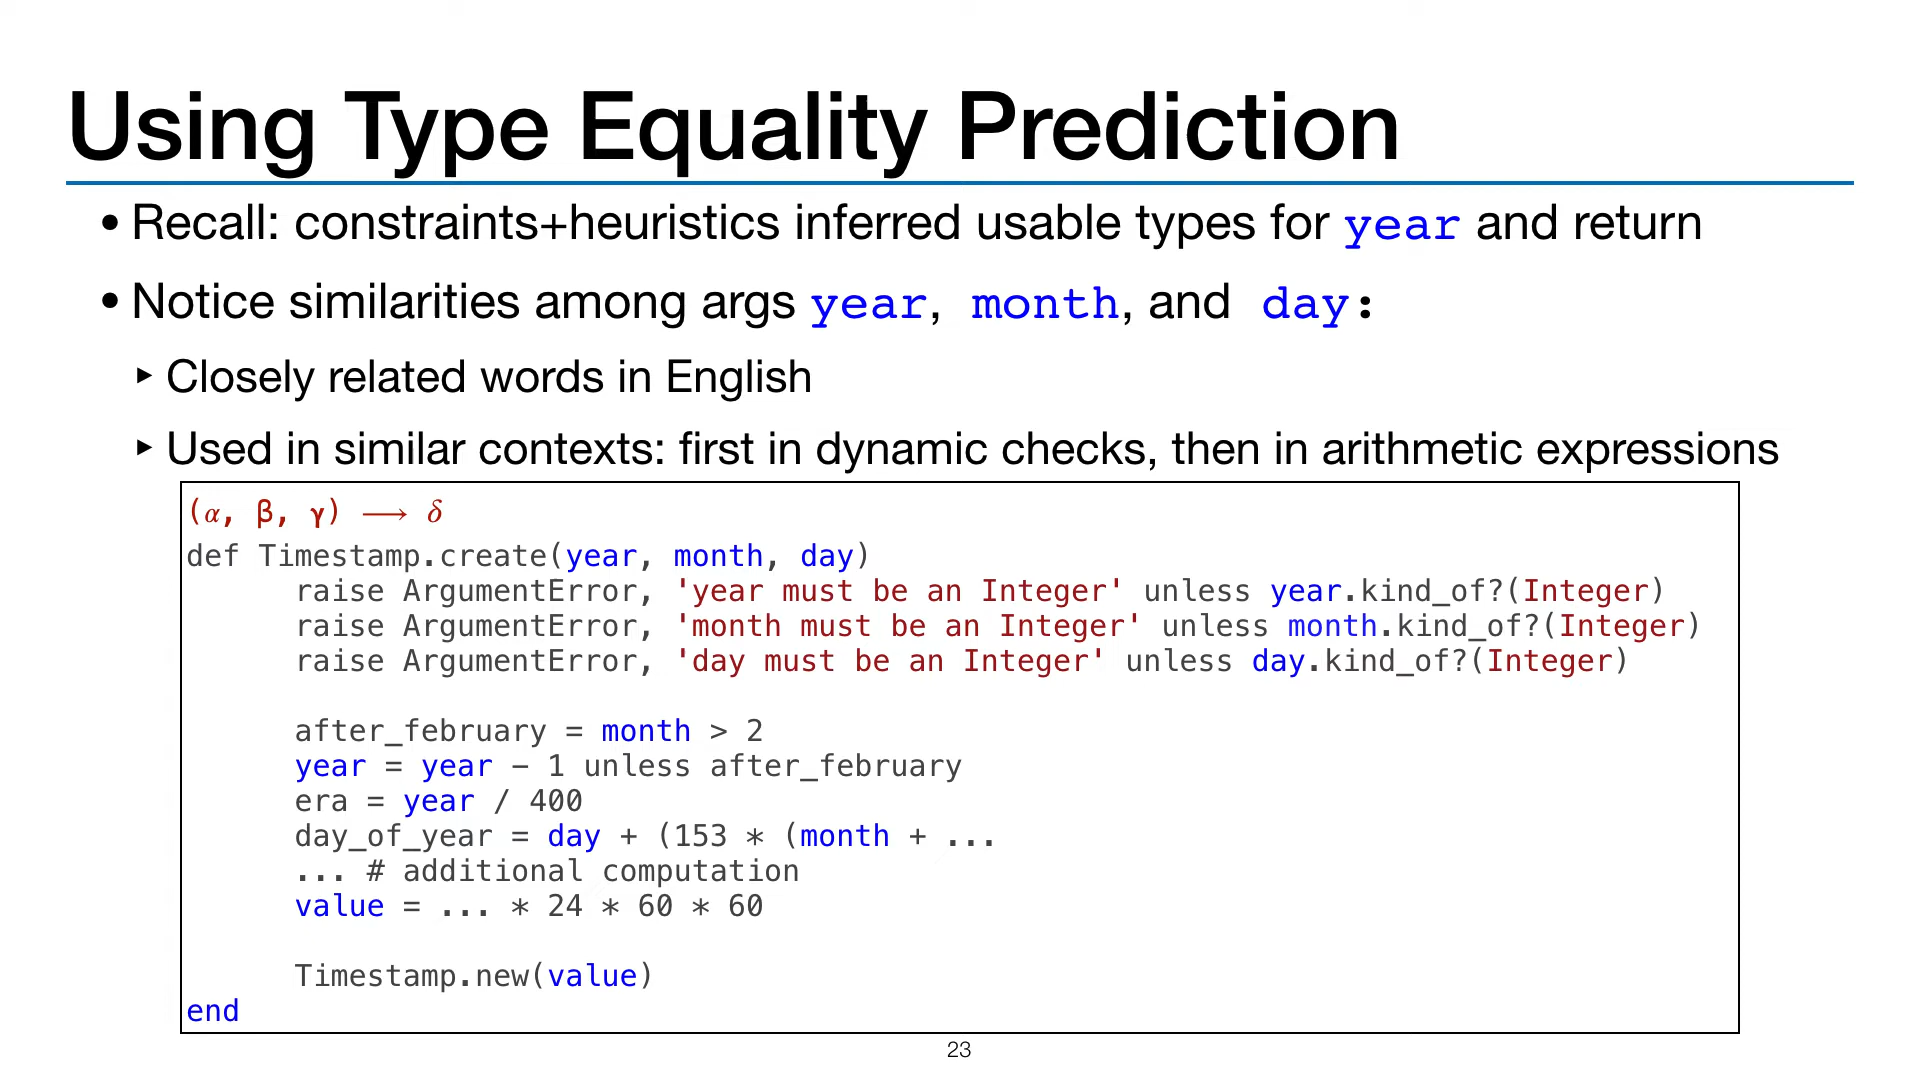 Using Type Equality Prediction
• Recall: constraints+heuristics inferred usable types for year and return
• Notice similarities among args year, month, and day:
‣ Closely related words in English
‣ Used in similar contexts: first in dynamic checks, then in arithmetic expressions
(α, β, γ) ⟶ δ
def Timestamp.create(year, month, day)
      raise ArgumentError, 'year must be an Integer' unless year.kind_of?(Integer)
      raise ArgumentError, 'month must be an Integer' unless month.kind_of?(Integer)
      raise ArgumentError, 'day must be an Integer' unless day.kind_of?(Integer)
      after_february = month > 2
      year = year - 1 unless after_february
      era = year / 400
      day_of_year = day + (153 * (month + ...
      ... # additional computation
      value = ... * 24 * 60 * 60
      Timestamp.new(value)
end
23